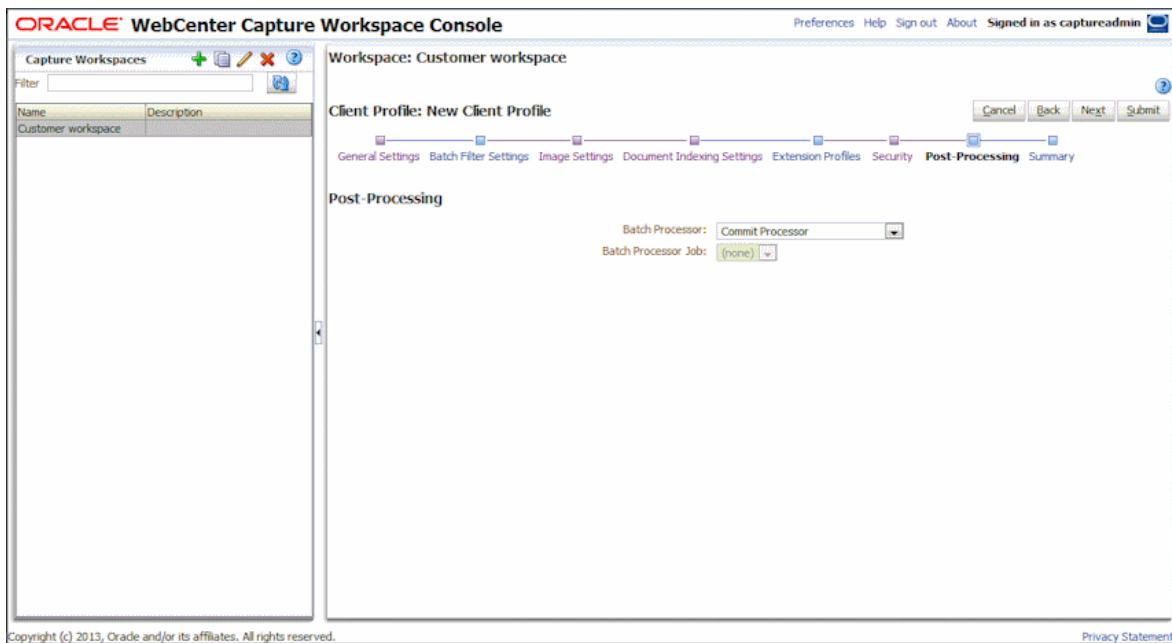 ORACLE WebCenter Capture Workspace Console
Preferences Help Sign out About Signed in as captureadmin
Capture Workspaces
Filter
Name Description
Customer workspace
Workspace: Customer workspace
Client Profile: New Client Profile
Cancel Back Next Submit
General Settings Batch Filter Settings Image Settings Document Indexing Settings Extension Profiles Security Post-Processing Summary
Post-Processing
Batch Processor: Commit Processor
Batch Processor Job: (none)
Copyright (c) 2013, Oracle and/or its affiliates. All rights reserved.
Privacy Statement